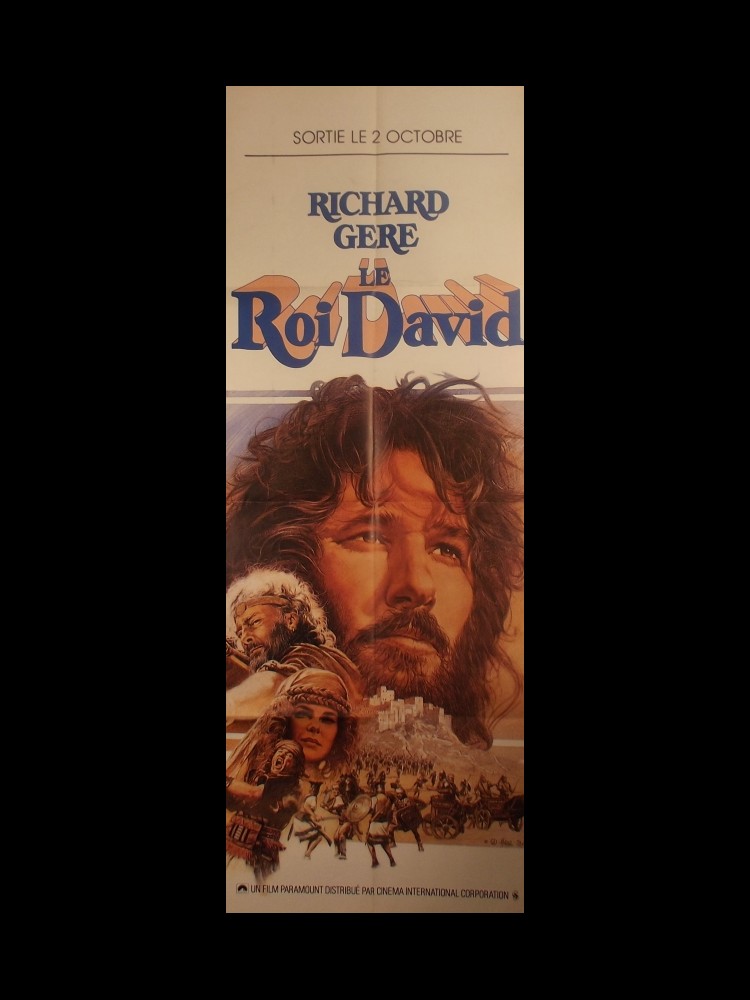 SORTIE LE 2 OCTOBRE
RICHARD
GERE
LE
Roi David
UN FILM PARAMOUNT DISTRIBUÉ PAR CINEMA INTERNATIONAL CORPORATION